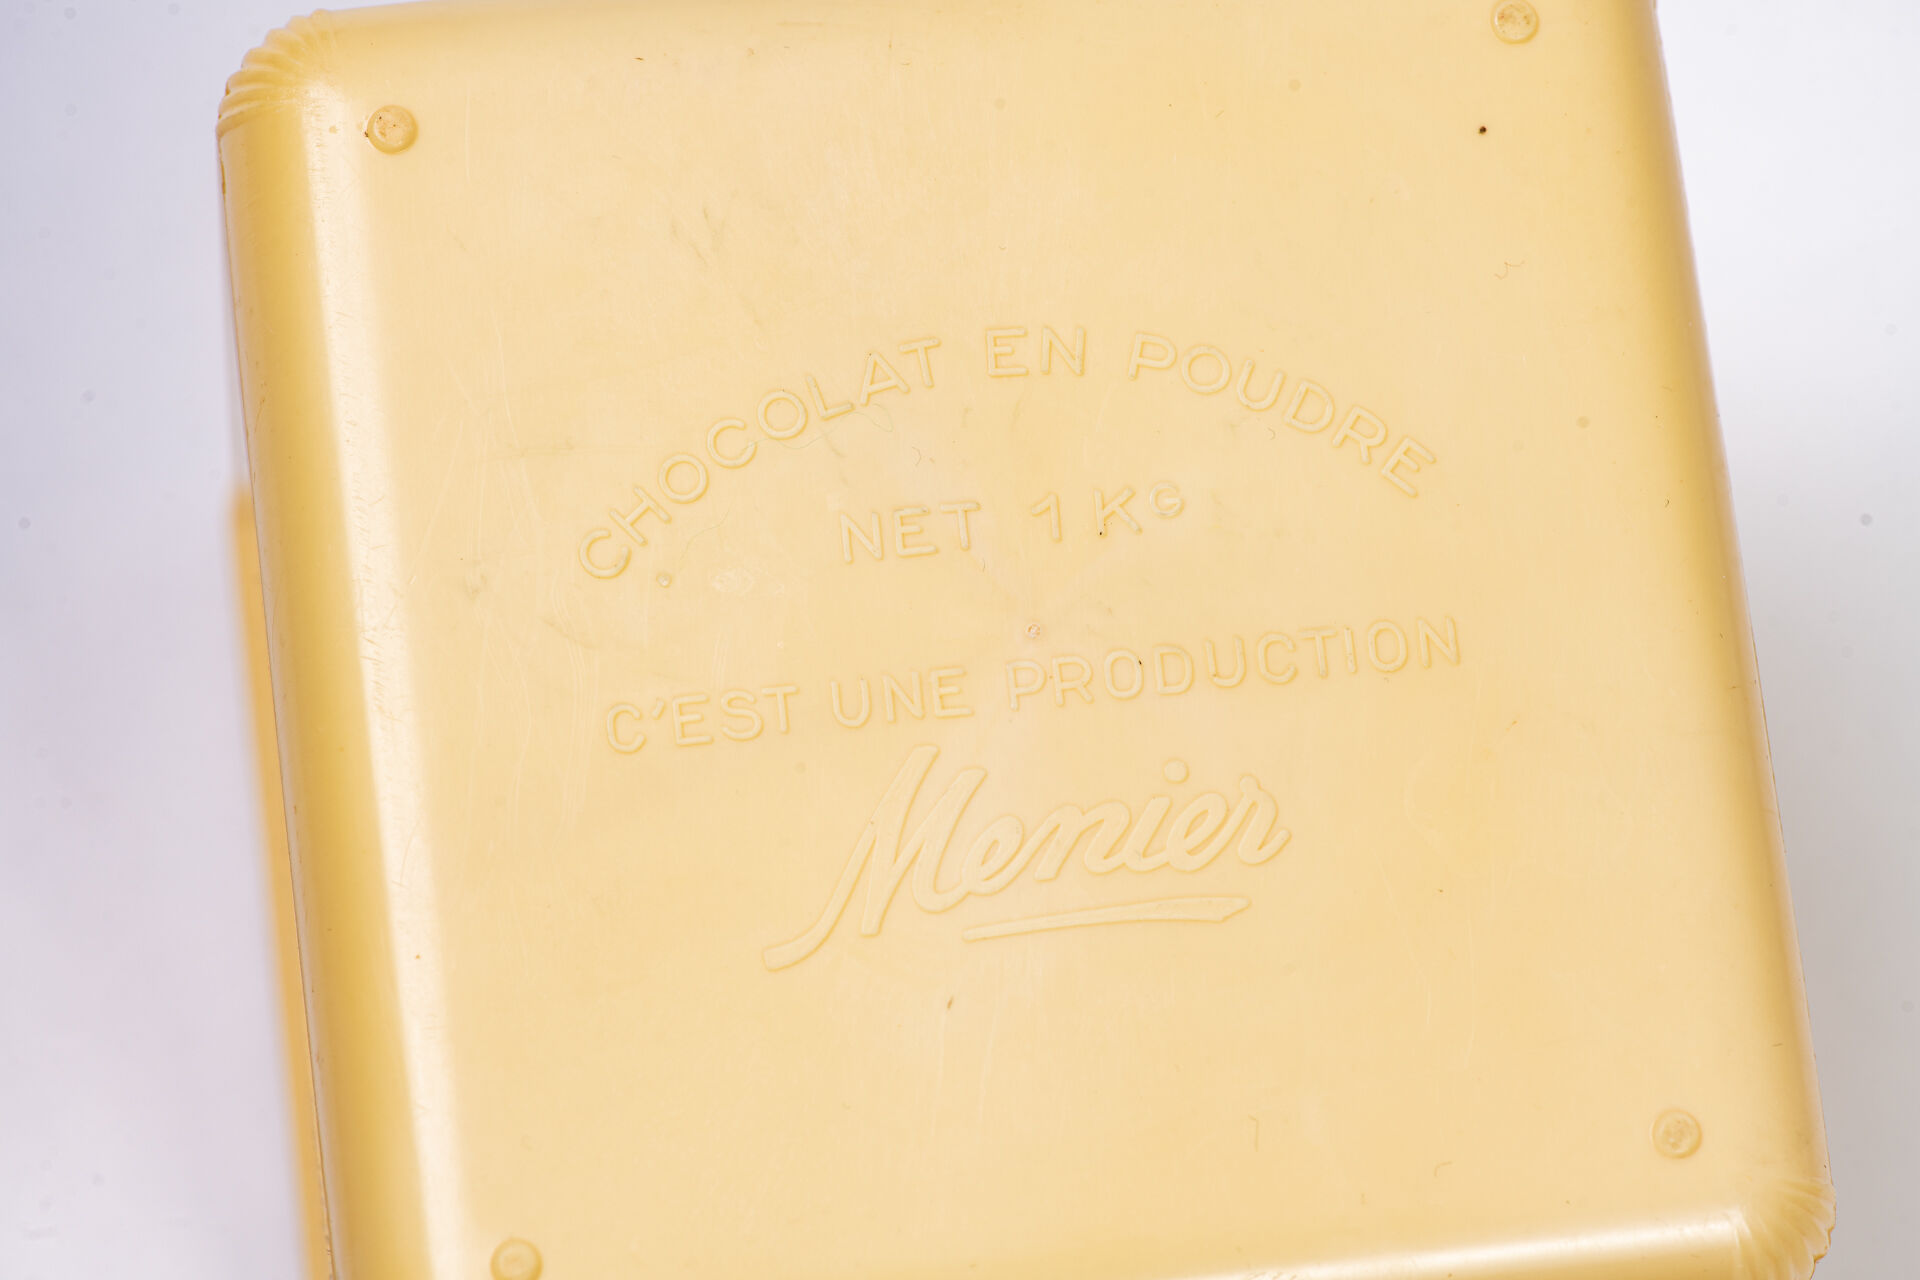 CHOCOLAT EN POUDRE
NET 1 KG
C'EST UNE PRODUCTION
Menier